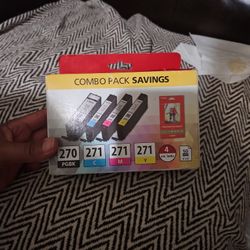 COMBO PACK SAVINGS
270 271 271 271
PGBK C M Y
4